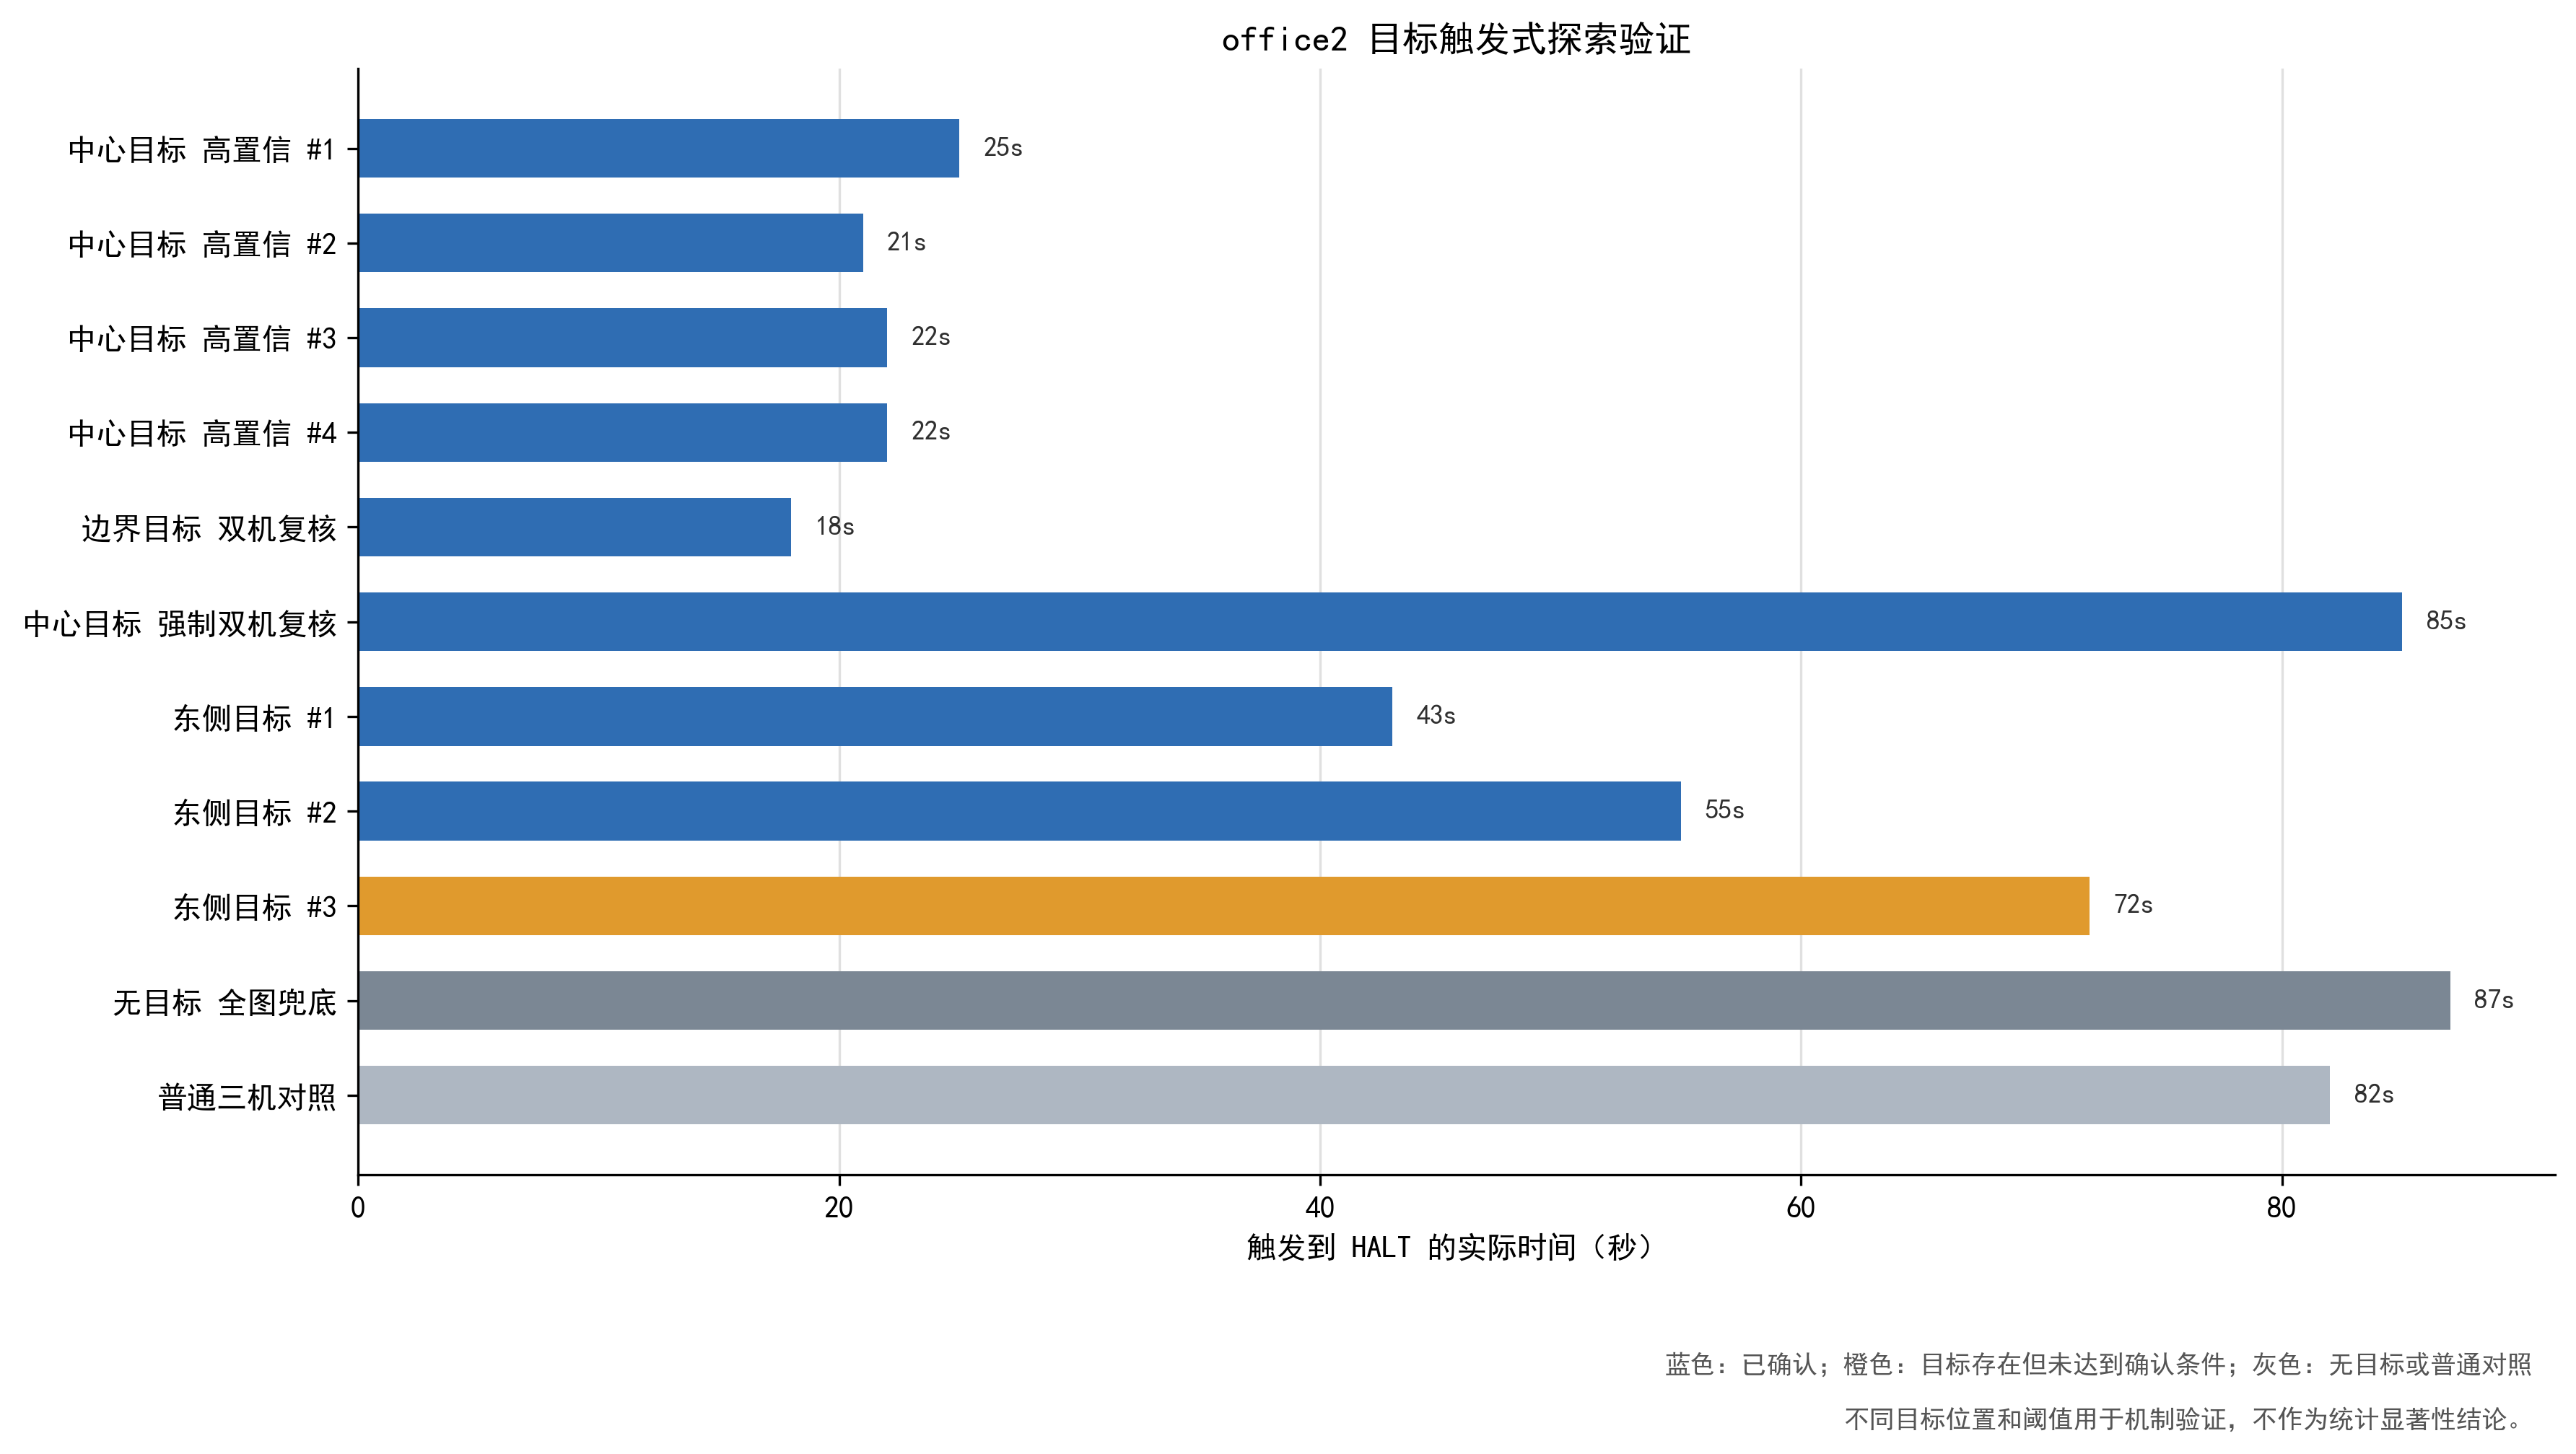 office2 目标触发式探索验证
中心目标 高置信 #1
25s
中心目标 高置信 #2
21s
中心目标 高置信 #3
22s
中心目标 高置信 #4
22s
边界目标 双机复核
18s
中心目标 强制双机复核
85s
东侧目标 #1
43s
东侧目标 #2
55s
东侧目标 #3
72s
无目标 全图兜底
87s
普通三机对照
82s
0 20 40 60 80
触发到 HALT 的实际时间（秒）
蓝色：已确认；橙色：目标存在但未达到确认条件；灰色：无目标或普通对照
不同目标位置和阈值用于机制验证，不作为统计显著性结论。